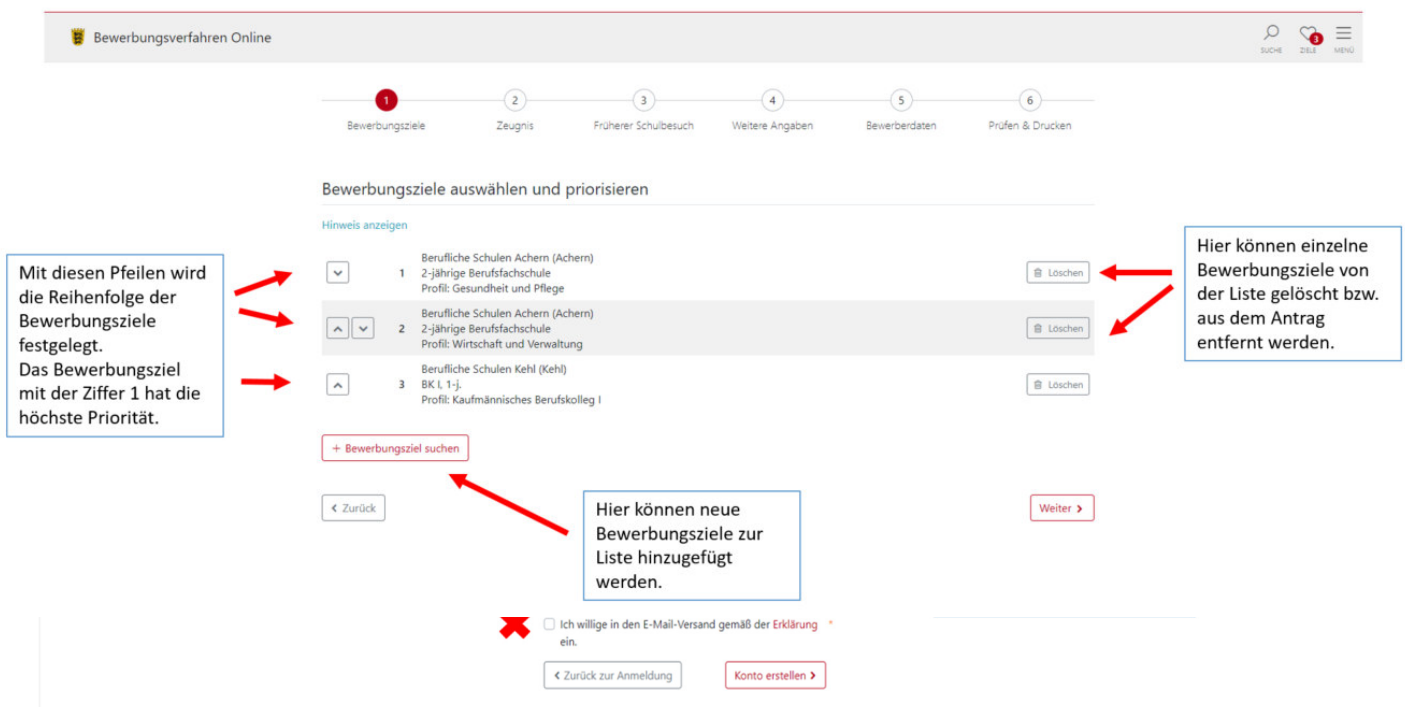 Bewerbungsverfahren Online
SUCHE
3
ZIELE
MENÜ
1
2
3
4
5
6
Bewerbungsziele
Zeugnis
Früherer Schulbesuch
Weitere Angaben
Bewerberdaten
Prüfen & Drucken
Bewerbungsziele auswählen und priorisieren
Hinweis anzeigen
Mit diesen Pfeilen wird
die Reihenfolge der
Bewerbungsziele
festgelegt.
Das Bewerbungsziel
mit der Ziffer 1 hat die
höchste Priorität.
Berufliche Schulen Achern (Achern)
1 2-jährige Berufsfachschule
Profil: Gesundheit und Pflege
Löschen
Berufliche Schulen Achern (Achern)
2 2-jährige Berufsfachschule
Profil: Wirtschaft und Verwaltung
Löschen
Berufliche Schulen Kehl (Kehl)
3 BK I, 1-j.
Profil: Kaufmännisches Berufskolleg I
Löschen
Hier können einzelne
Bewerbungsziele von
der Liste gelöscht bzw.
aus dem Antrag
entfernt werden.
+ Bewerbungsziel suchen
Zurück
Weiter
Hier können neue
Bewerbungsziele zur
Liste hinzugefügt
werden.
Ich willige in den E-Mail-Versand gemäß der Erklärung *
ein.
Zurück zur Anmeldung
Konto erstellen